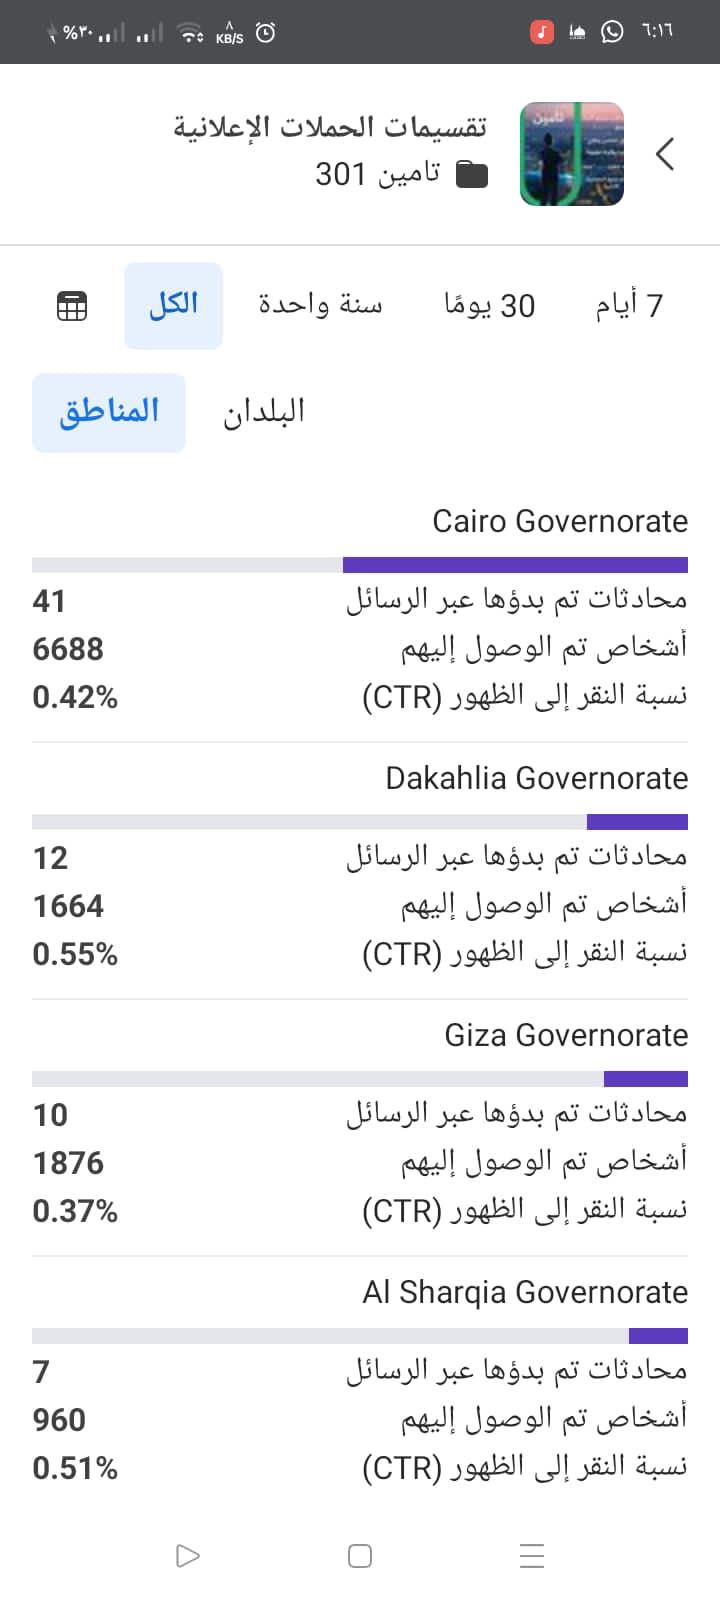 %٣٠
٨ KB/S
٦:١٦
تأمين
تقسيمات الحملات الإعلانية
تامين 301
7 أيام
30 يومًا
سنة واحدة
الكل
البلدان
المناطق
Cairo Governorate
محادثات تم بدؤها عبر الرسائل 41
أشخاص تم الوصول إليهم 6688
نسبة النقر إلى الظهور (CTR) 0.42%
Dakahlia Governorate
محادثات تم بدؤها عبر الرسائل 12
أشخاص تم الوصول إليهم 1664
نسبة النقر إلى الظهور (CTR) 0.55%
Giza Governorate
محادثات تم بدؤها عبر الرسائل 10
أشخاص تم الوصول إليهم 1876
نسبة النقر إلى الظهور (CTR) 0.37%
Al Sharqia Governorate
محادثات تم بدؤها عبر الرسائل 7
أشخاص تم الوصول إليهم 960
نسبة النقر إلى الظهور (CTR) 0.51%